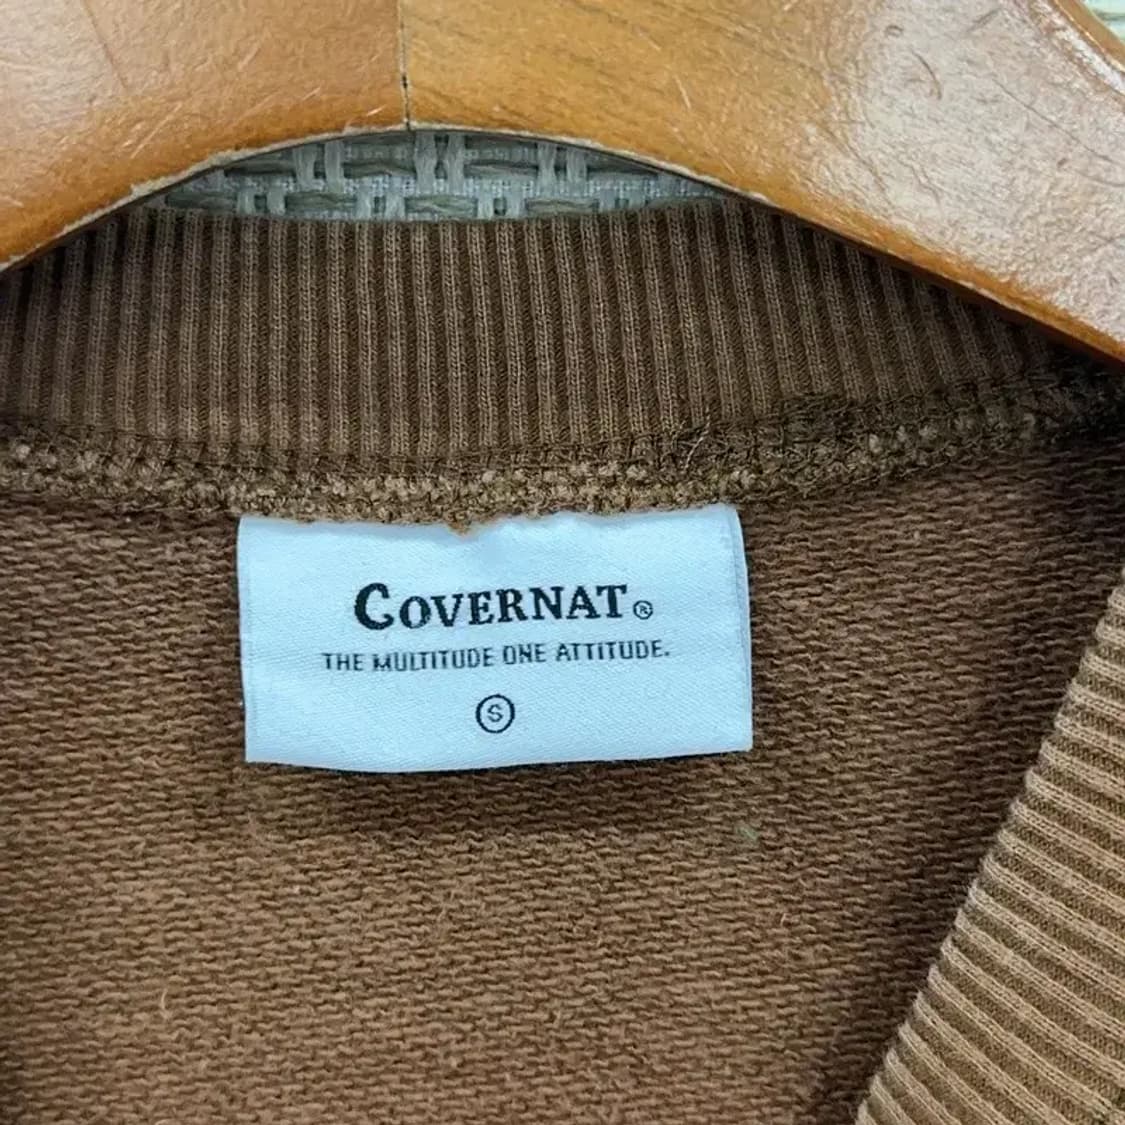 COVERNAT®
THE MULTITUDE ONE ATTITUDE.
S